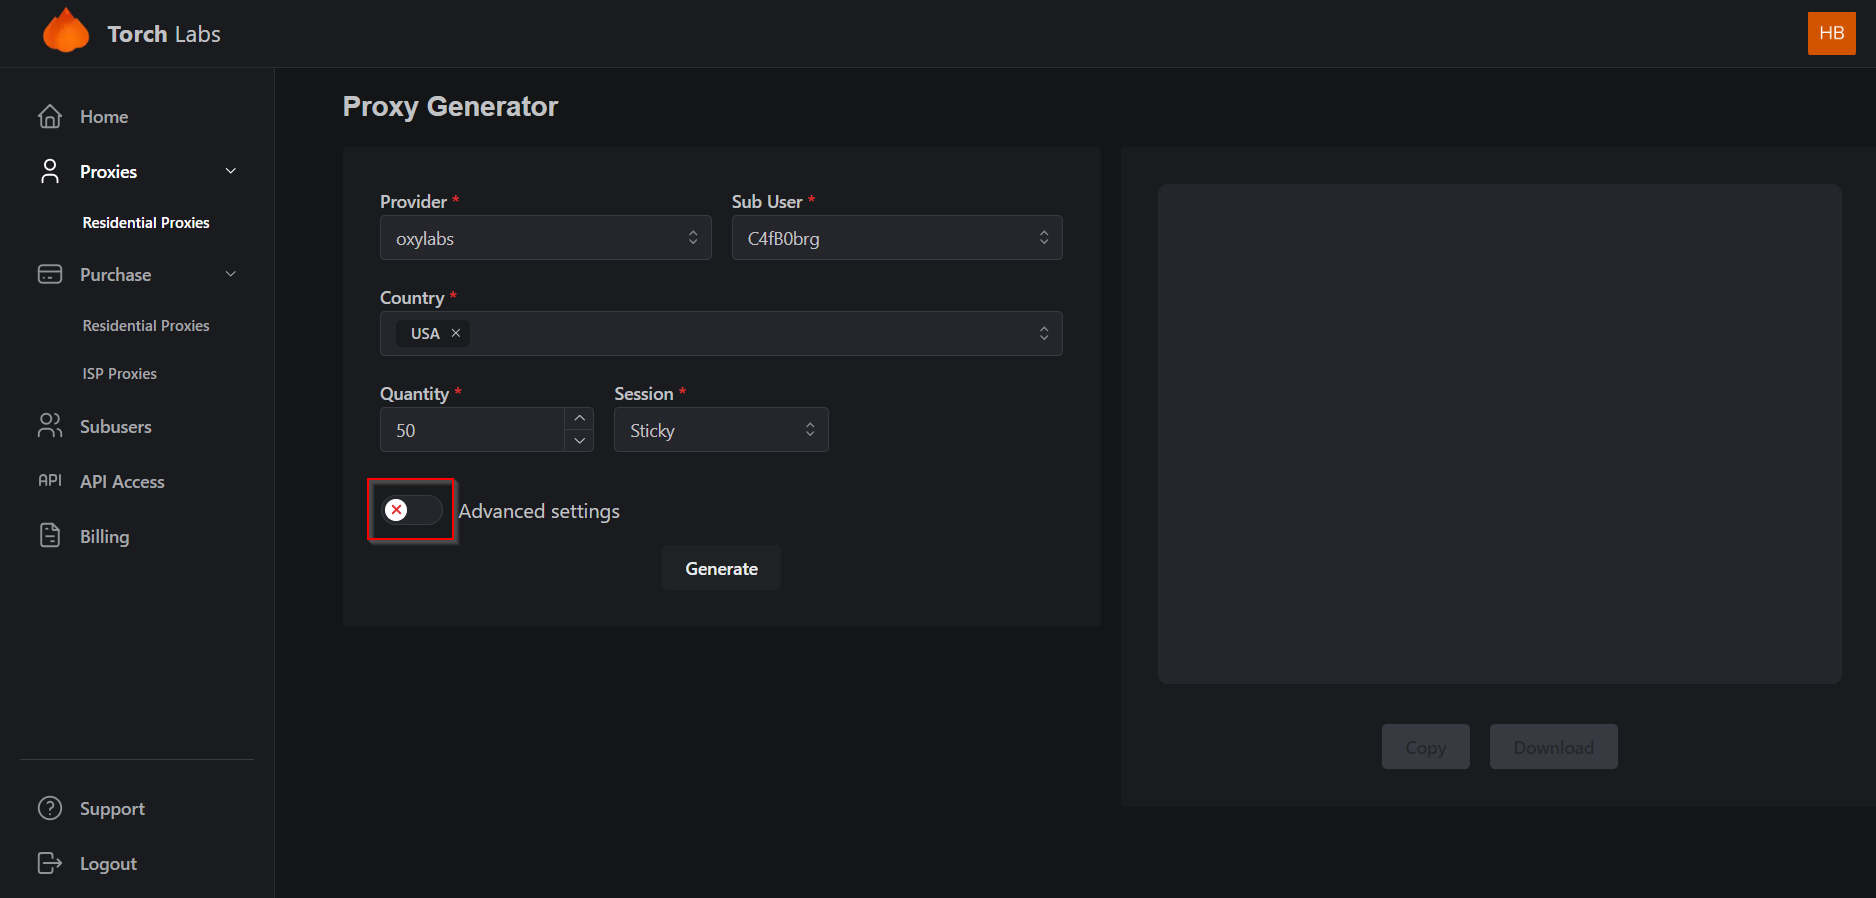 Torch Labs
HB
Home
Proxies
Residential Proxies
Purchase
Residential Proxies
ISP Proxies
Subusers
API API Access
Billing
Support
Logout
Proxy Generator
Provider * Sub User *
oxylabs C4fB0brg
Country *
USA
Quantity * Session *
50 Sticky
Advanced settings
Generate
Copy Download